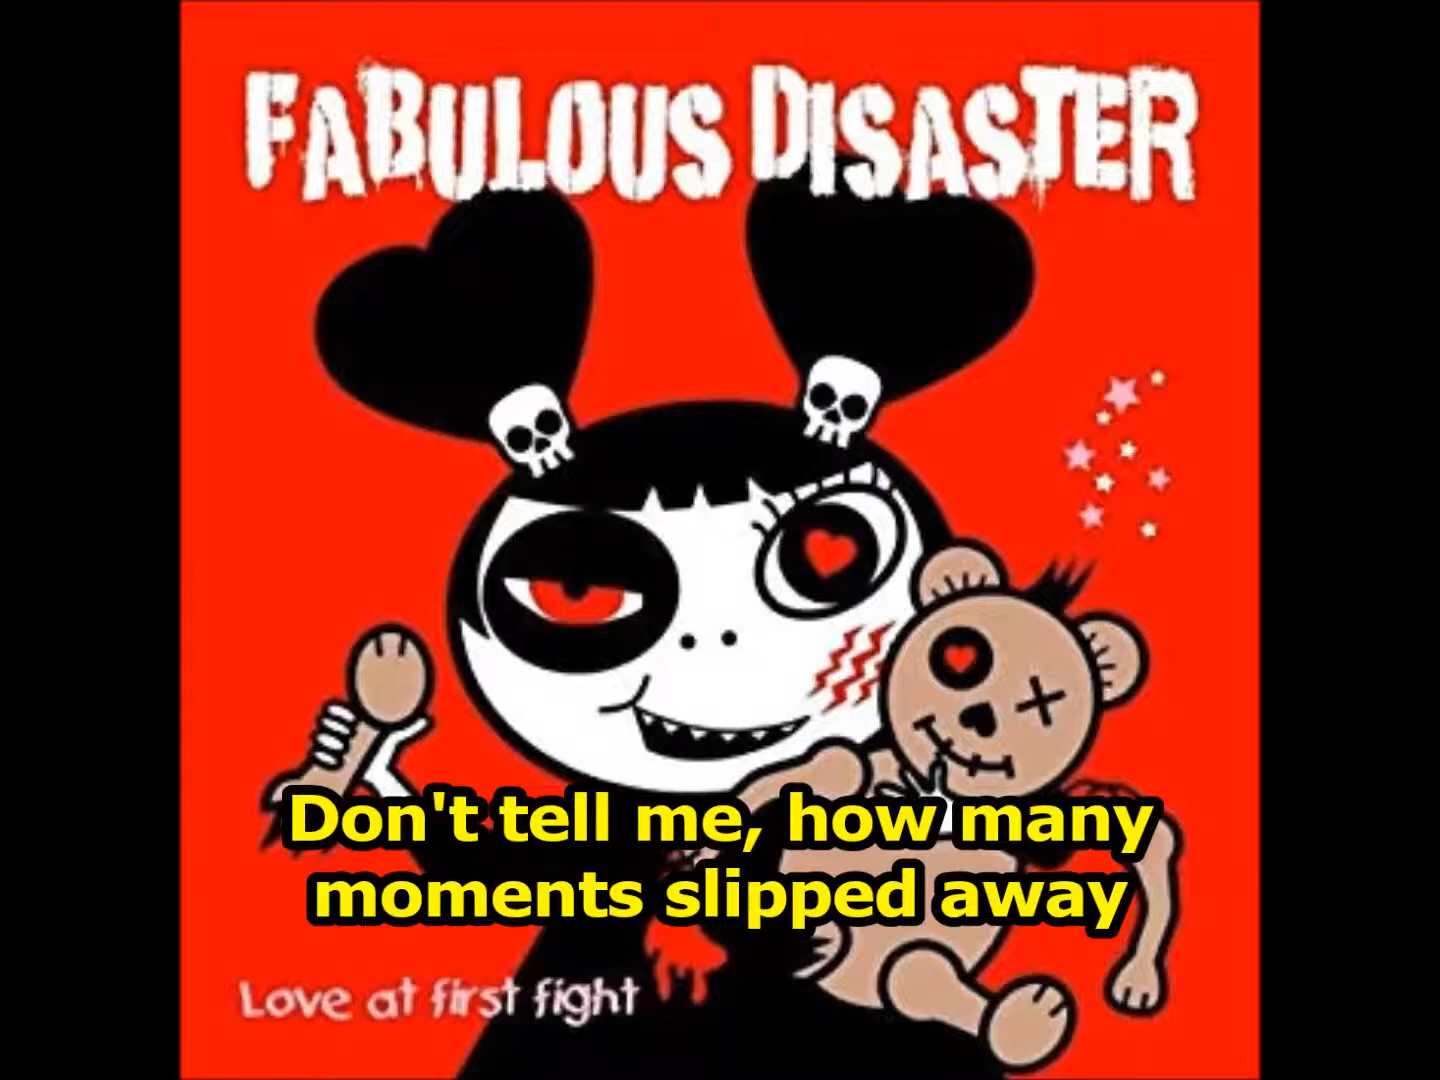 FABULOUS DISASTER
Don't tell me, how many
moments slipped away
Love at first fight